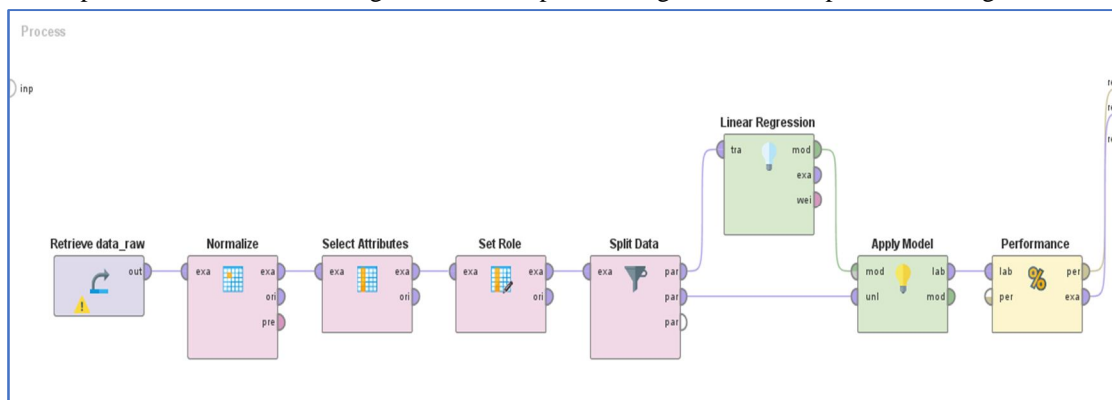 Process
inp
Retrieve data_raw
out
Normalize
exa exa
ori
pre
Select Attributes
exa exa
ori
Set Role
exa exa
ori
Split Data
exa par
par
par
Linear Regression
tra mod
exa
wei
Apply Model
mod lab
unl mod
Performance
% 
lab per
per exa